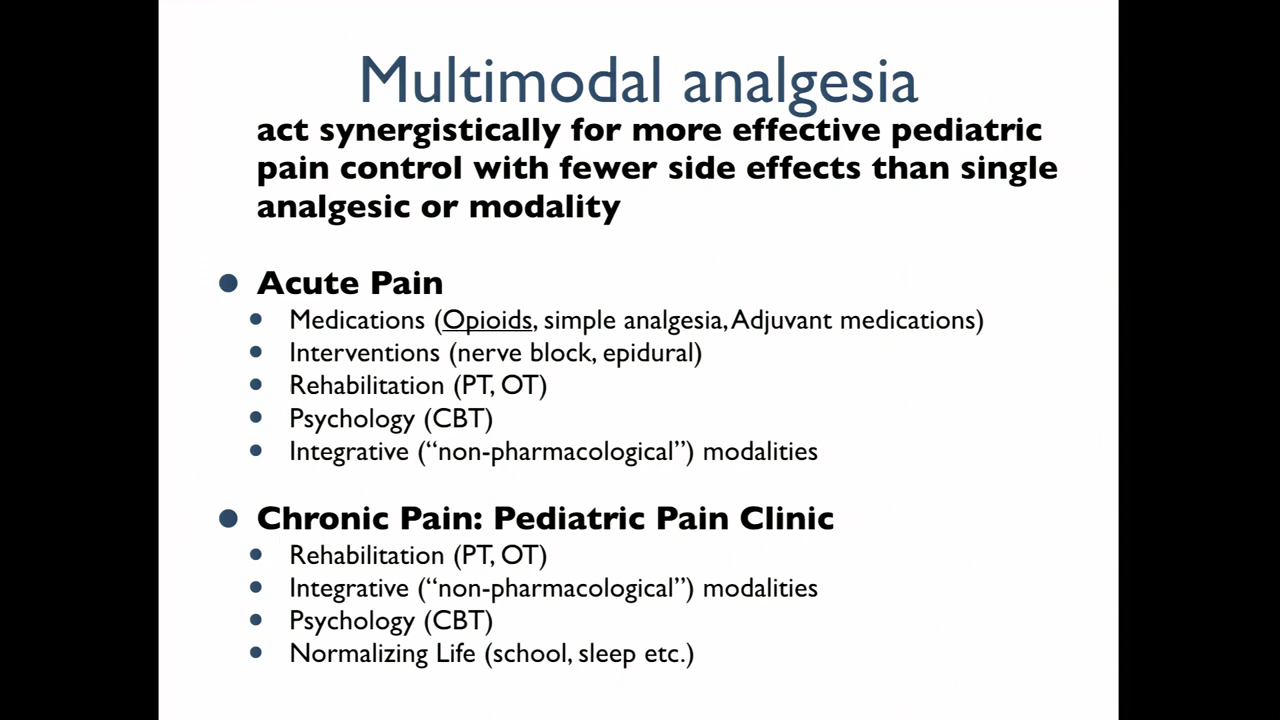 Multimodal analgesia
act synergistically for more effective pediatric
pain control with fewer side effects than single
analgesic or modality
● Acute Pain
● Medications (Opioids, simple analgesia, Adjuvant medications)
● Interventions (nerve block, epidural)
● Rehabilitation (PT, OT)
● Psychology (CBT)
● Integrative (“non-pharmacological”) modalities
● Chronic Pain: Pediatric Pain Clinic
● Rehabilitation (PT, OT)
● Integrative (“non-pharmacological”) modalities
● Psychology (CBT)
● Normalizing Life (school, sleep etc.)